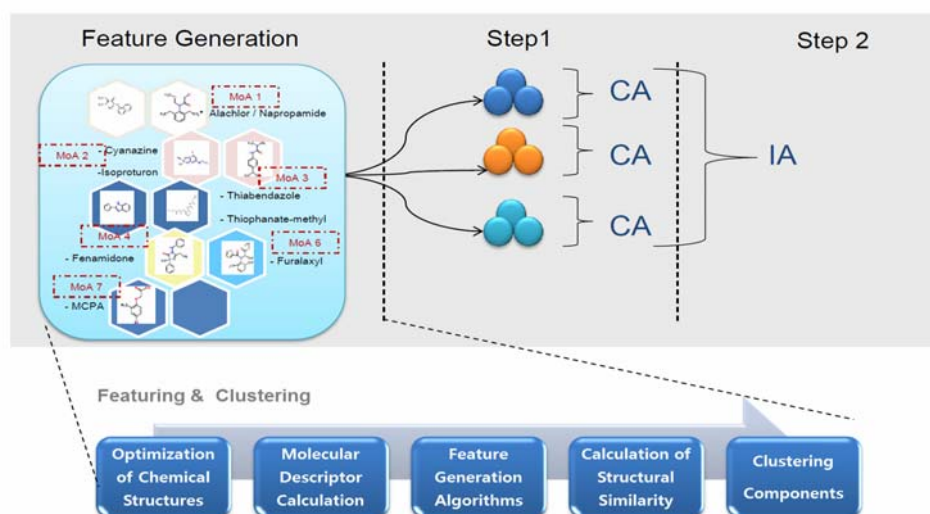 Feature Generation
Step1
Step 2
MoA 1
Alachlor / Napropamide
MoA 2
-Cyanazine
-Isoproturon
MoA 3
- Thiabendazole
- Thiophanate-methyl
MoA 4
- Fenamidone
MoA 6
- Furalaxyl
MoA 7
- MCPA
CA
CA
CA
IA
Featuring & Clustering
Optimization
of Chemical
Structures
Molecular
Descriptor
Calculation
Feature
Generation
Algorithms
Calculation of
Structural
Similarity
Clustering
Components